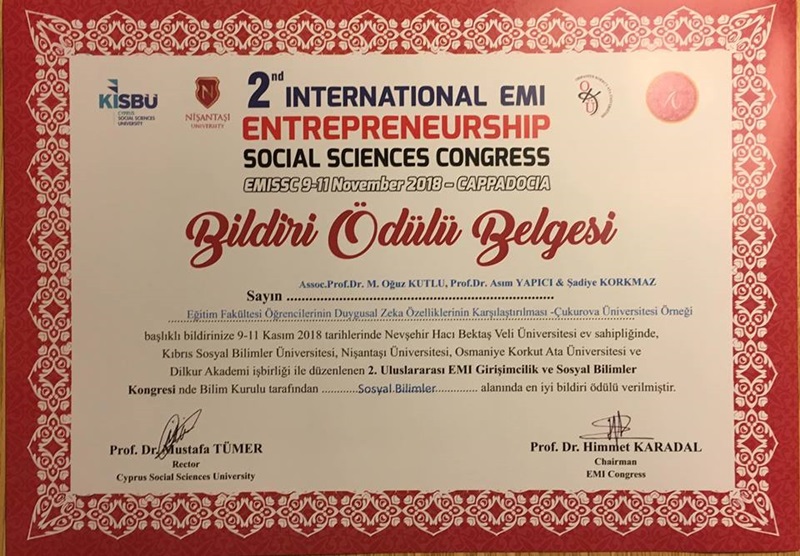 KİSBÜ
CYPRUS
SOCIAL SCIENCES
UNIVERSITY
NİŞANTAŞI
UNIVERSITY
2nd INTERNATIONAL EMI
ENTREPRENEURSHIP
SOCIAL SCIENCES CONGRESS
EMISSC 9-11 November 2018 - CAPPADOCIA
Bildiri Ödülü Belgesi
Assoc.Prof.Dr. M. Oğuz KUTLU, Prof.Dr. Asım YAPICI & Şadiye KORKMAZ
Sayın
Eğitim Fakültesi Öğrencilerinin Duygusal Zeka Özelliklerinin Karşılaştırılması -Çukurova Üniversitesi Örneği
başlıklı bildirinize 9-11 Kasım 2018 tarihlerinde Nevşehir Hacı Bektaş Veli Üniversitesi ev sahipliğinde,
Kıbrıs Sosyal Bilimler Üniversitesi, Nişantaşı Üniversitesi, Osmaniye Korkut Ata Üniversitesi ve
Dilkur Akademi işbirliği ile düzenlenen 2. Uluslararası EMI Girişimcilik ve Sosyal Bilimler
Kongresi nde Bilim Kurulu tarafından ...............Sosyal Bilimler............... alanında en iyi bildiri ödülü verilmiştir.
Prof. Dr. Mustafa TÜMER
Rector
Cyprus Social Sciences University
Prof. Dr. Himmet KARADAL
Chairman
EMI Congress